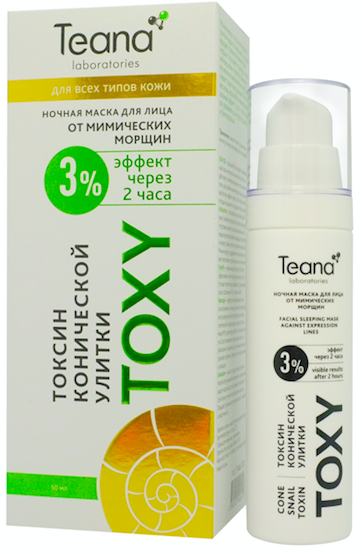 Teana
laboratories
ДЛЯ ВСЕХ ТИПОВ КОЖИ
НОЧНАЯ МАСКА ДЛЯ ЛИЦА
ОТ МИМИЧЕСКИХ
МОРЩИН
3%
эффект
через
2 часа
ТОКСИН
КОНИЧЕСКОЙ
УЛИТКИ
TOXY
50 мл
Teana
laboratories
НОЧНАЯ МАСКА ДЛЯ ЛИЦА
ОТ МИМИЧЕСКИХ
МОРЩИН
FACIAL SLEEPING MASK
AGAINST EXPRESSION
LINES
3%
эффект
через 2 часа
visible results
after 2 hours
CONE
SNAIL
TOXIN
ТОКСИН
КОНИЧЕСКОЙ
УЛИТКИ
TOXY